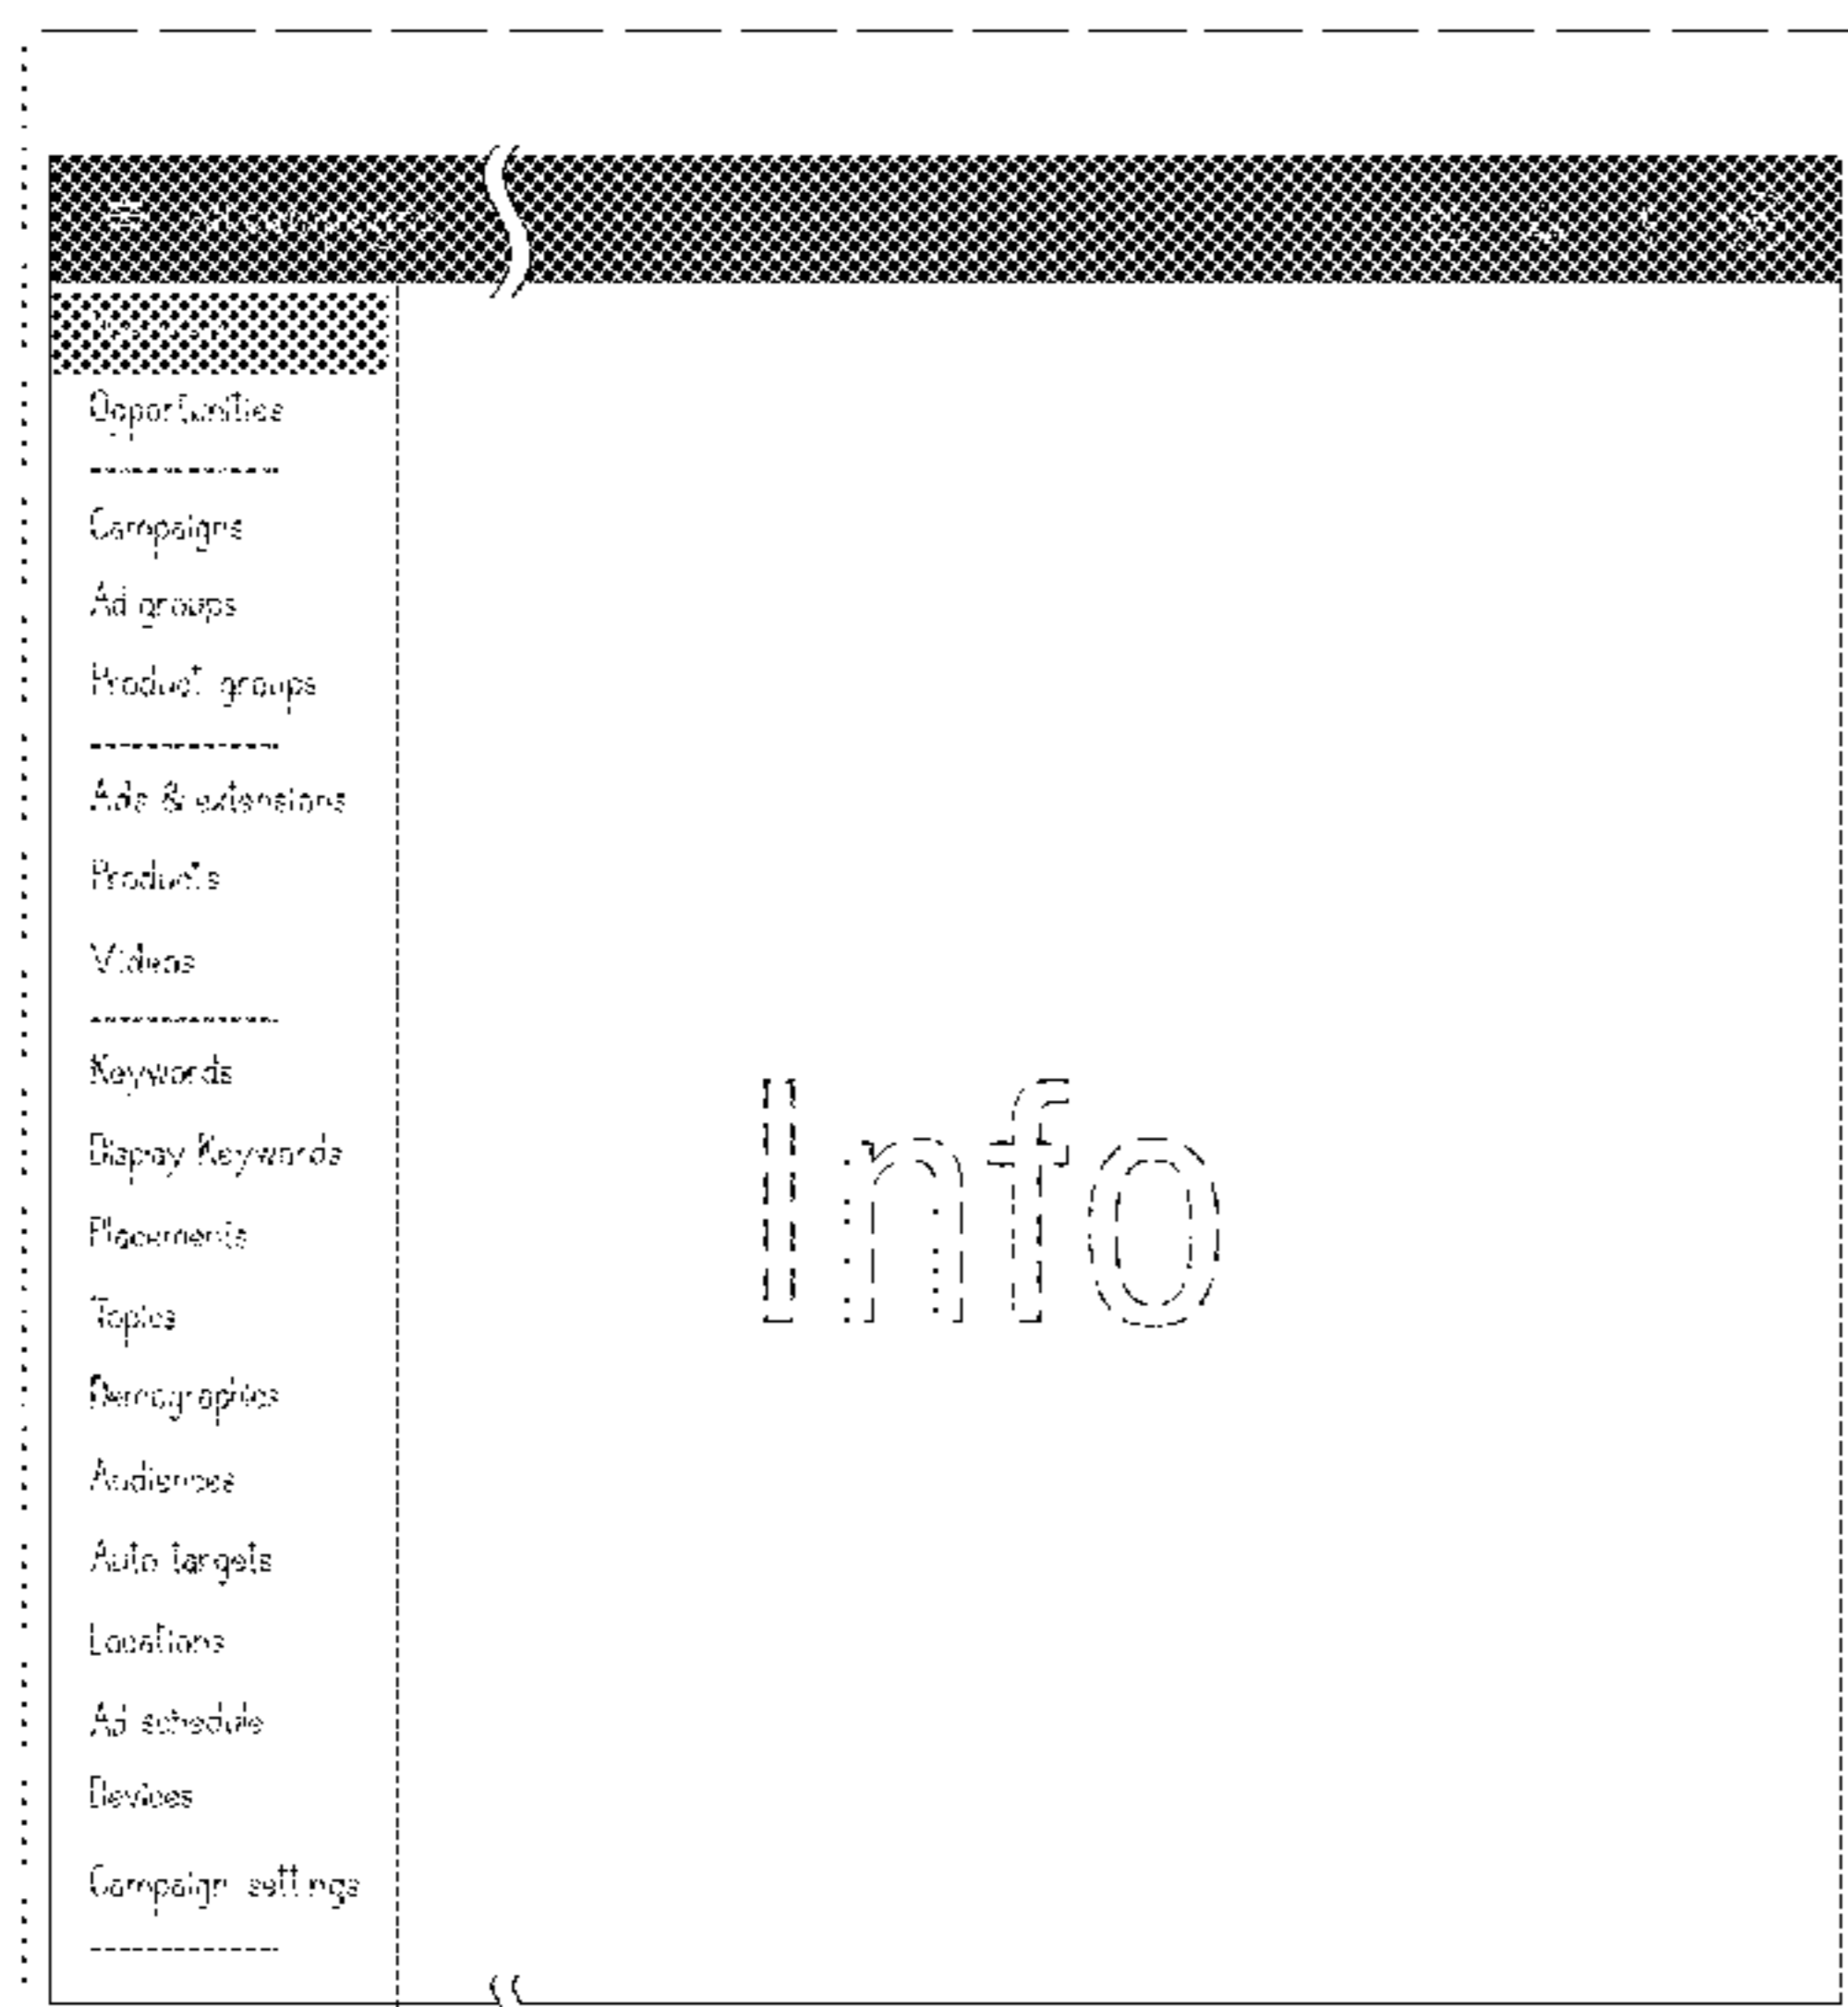 Opportunities
Campaigns
Ad groups
Product groups
Ads & extensions
Products
Videos
Keywords
Display Keywords
Placements
Topics
Demographics
Audiences
Auto targets
Locations
Ad schedule
Devices
Campaign settings
Info